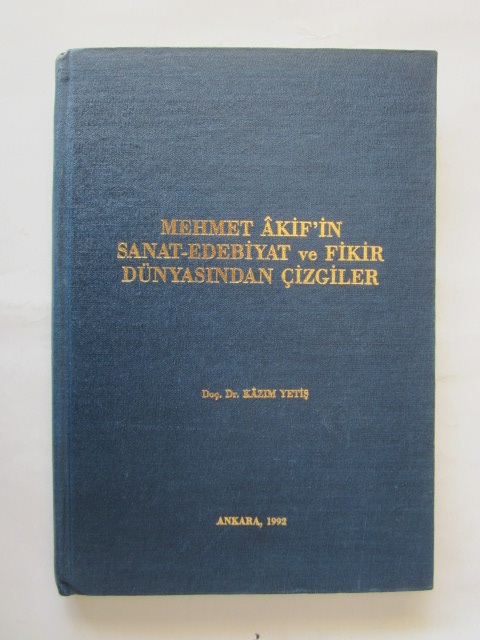 MEHMET ÂKİF'İN
SANAT-EDEBİYAT ve FİKİR
DÜNYASINDAN ÇİZGİLER
Doç. Dr. KÂZIM YETİŞ
ANKARA, 1992